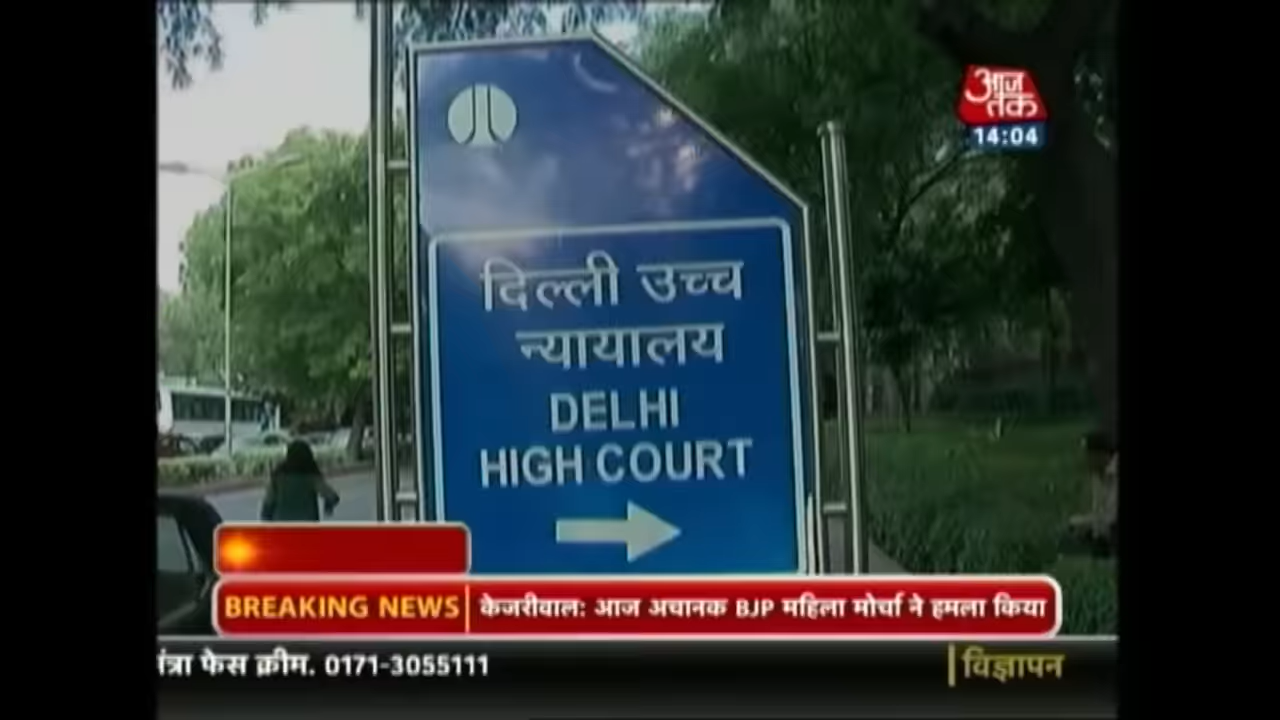 आज
तक
14:04
दिल्ली उच्च
न्यायालय
DELHI
HIGH COURT
BREAKING NEWS
केजरीवाल: आज अचानक BJP महिला मोर्चा ने हमला किया
फेस क्रीम. 0171-3055111
विज्ञापन